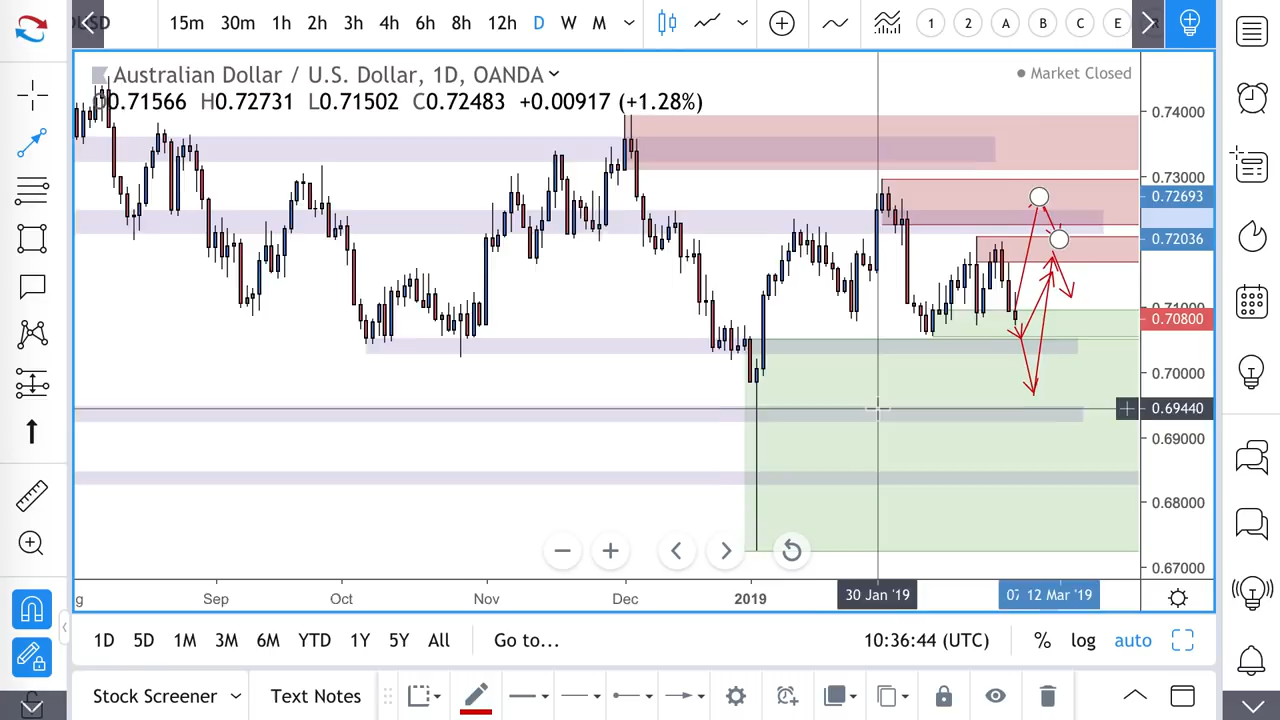 USD 15m 30m 1h 2h 3h 4h 6h 8h 12h D W M 1 2 A B C E
Australian Dollar / U.S. Dollar, 1D, OANDA
Market Closed
0.71566 H0.72731 L0.71502 C0.72483 +0.00917 (+1.28%)
0.74000
0.73000
0.72693
0.72036
0.71000
0.70800
0.70000
0.69440
0.69000
0.68000
0.67000
g Sep Oct Nov Dec 2019 30 Jan '19 07 12 Mar '19
1D 5D 1M 3M 6M YTD 1Y 5Y All Go to... 10:36:44 (UTC) % log auto
Stock Screener Text Notes